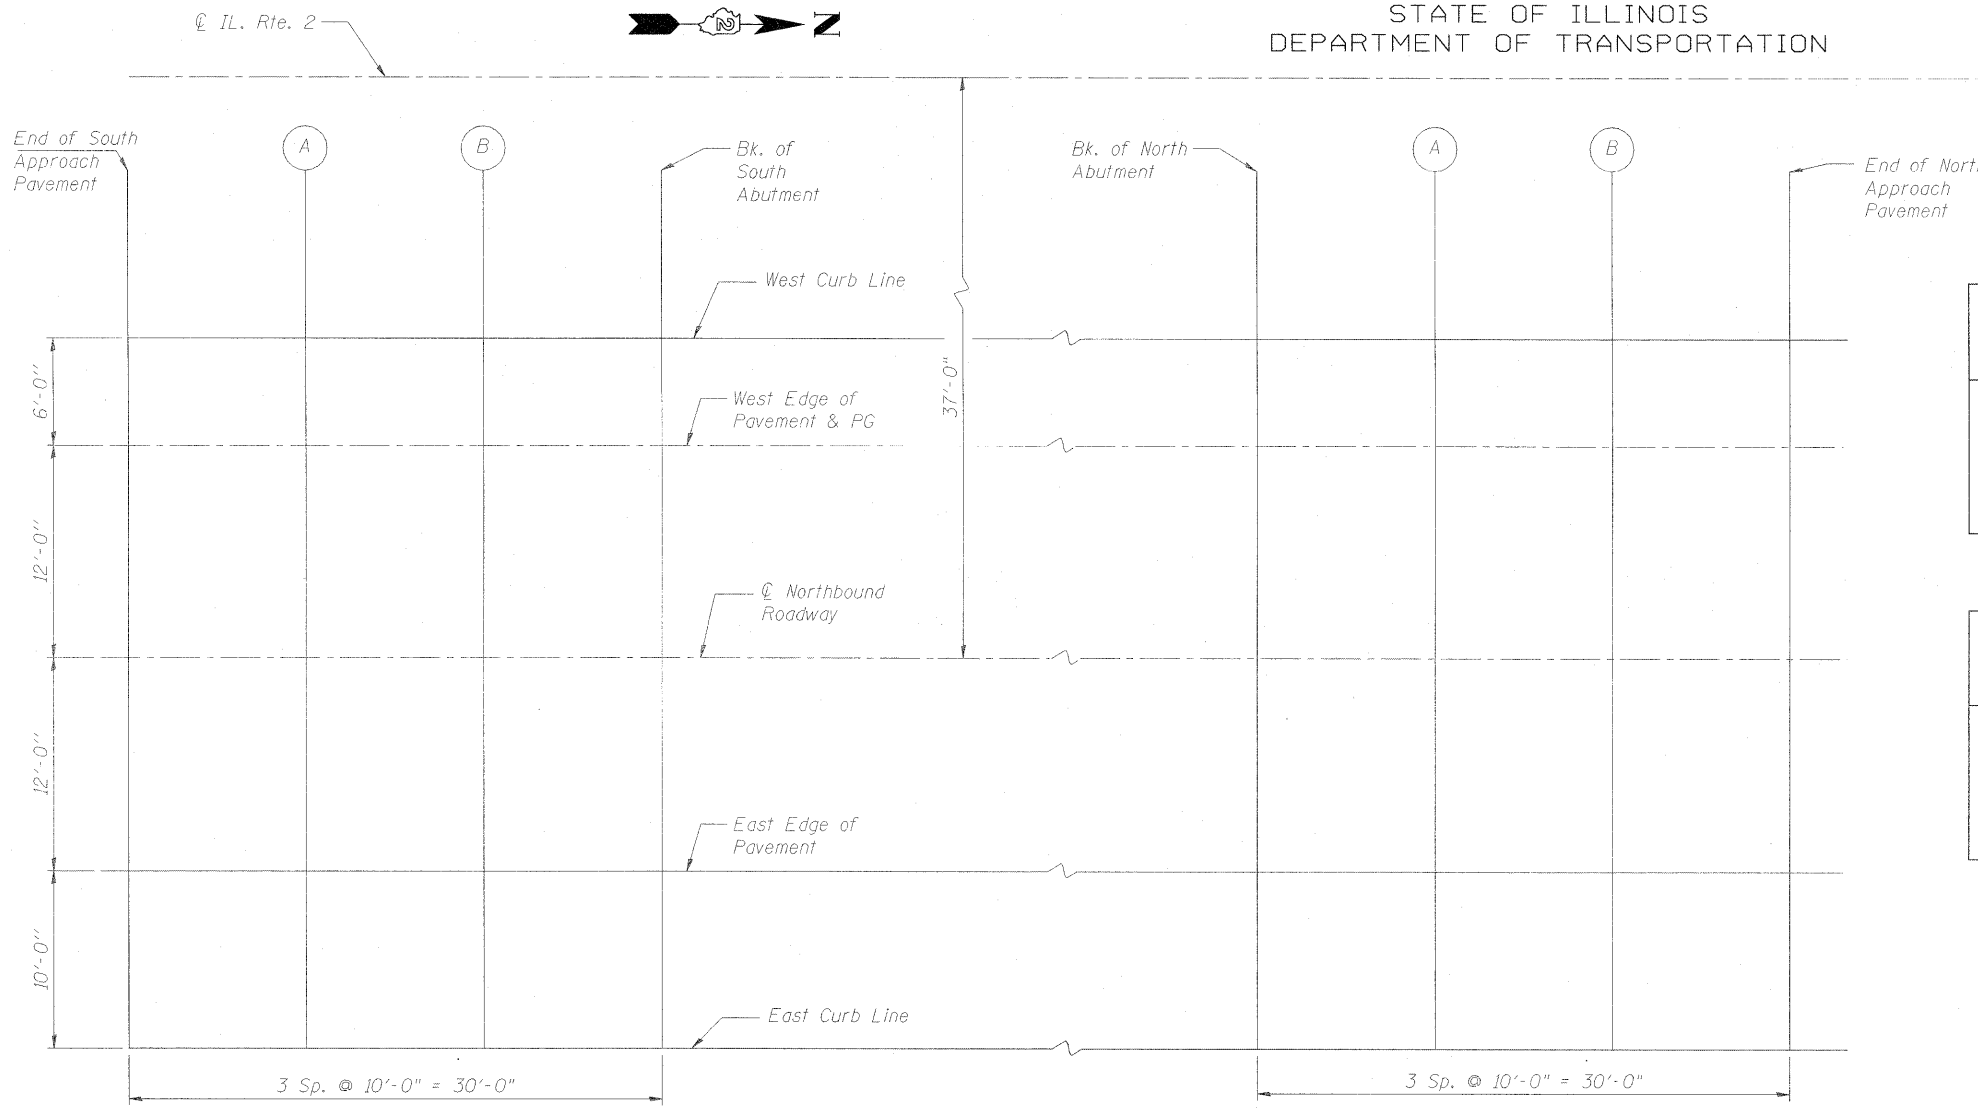 ℄ IL. Rte. 2
2
N
STATE OF ILLINOIS
DEPARTMENT OF TRANSPORTATION
End of South
Approach
Pavement
A
B
Bk. of
South
Abutment
Bk. of North
Abutment
A
B
End of North
Approach
Pavement
West Curb Line
6'-0"
West Edge of
Pavement & PG
37'-0"
12'-0"
℄ Northbound
Roadway
12'-0"
East Edge of
Pavement
10'-0"
East Curb Line
3 Sp. @ 10'-0" = 30'-0"
3 Sp. @ 10'-0" = 30'-0"